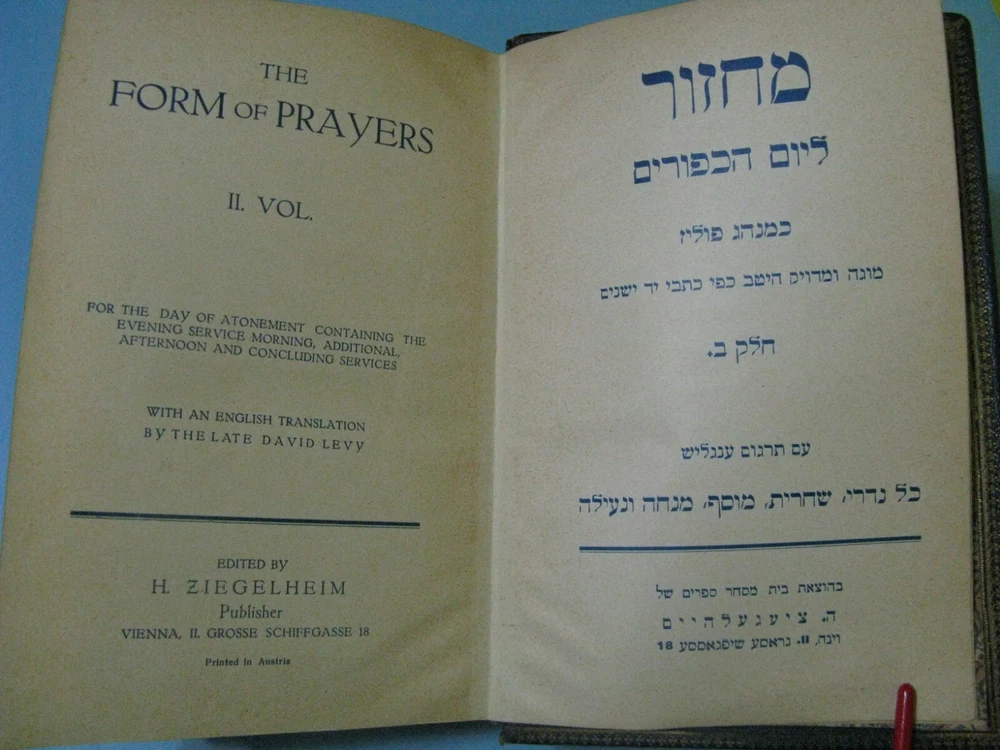 THE
FORM OF PRAYERS
II. VOL.
FOR THE DAY OF ATONEMENT CONTAINING THE
EVENING SERVICE MORNING, ADDITIONAL,
AFTERNOON AND CONCLUDING SERVICES
WITH AN ENGLISH TRANSLATION
BY THE LATE DAVID LEVY
EDITED BY
H. ZIEGELHEIM
Publisher
VIENNA, II. GROSSE SCHIFFGASSE 18
Printed in Austria
מחזור
ליום הכפורים
כמנהג פולין
מוגה ומדויק היטב כפי כתבי יד ישנים
חלק ב.
עם תרגום ענגליש
כל נדרי, שחרית, מוסף, מנחה ונעילה
בהוצאת בית מסחר ספרים של
ה. ציעגעלהיים
וינה, II. גראסע שיפגאססע 18